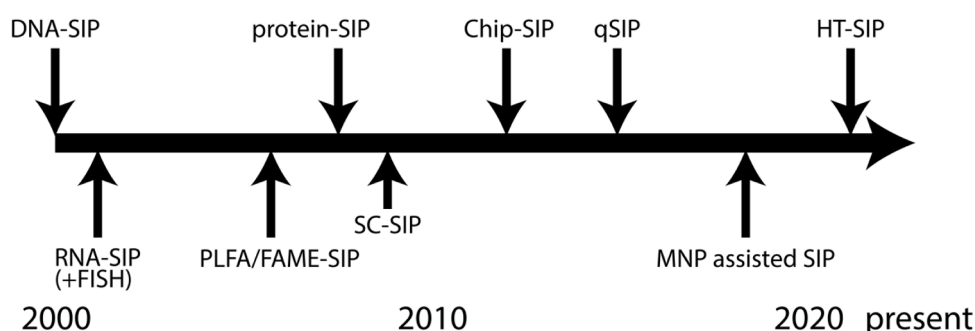 DNA-SIP
protein-SIP
Chip-SIP
qSIP
HT-SIP
RNA-SIP
(+FISH)
PLFA/FAME-SIP
SC-SIP
MNP assisted SIP
2000
2010
2020
present